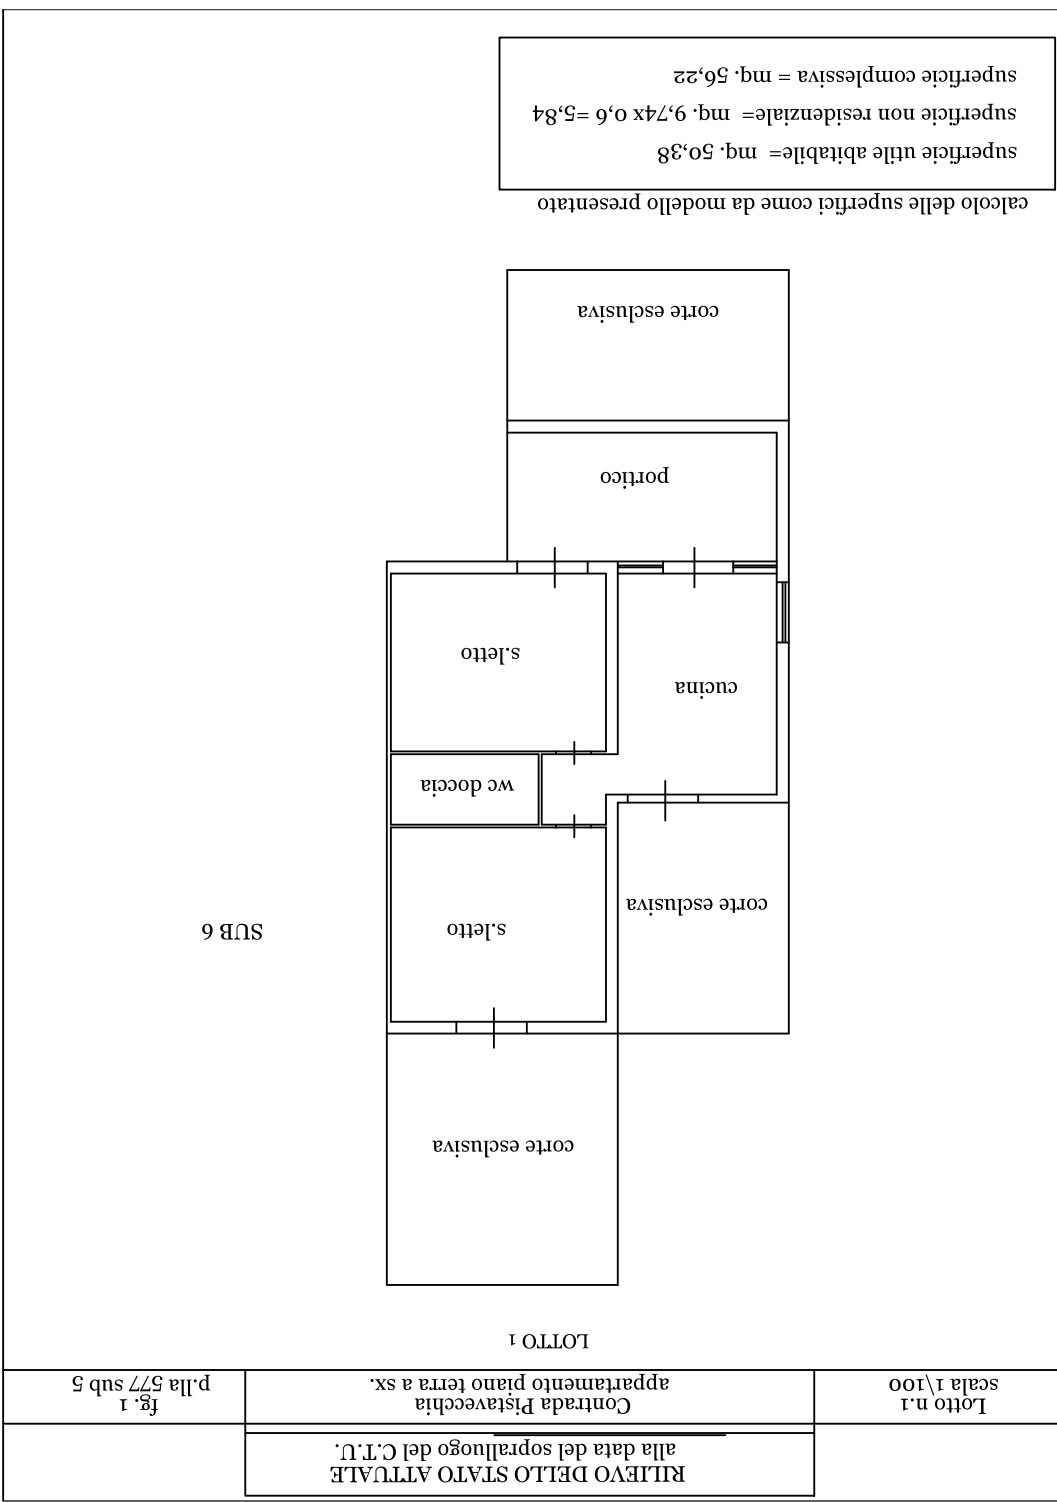 RILIEVO DELLO STATO ATTUALE
alla data del sopralluogo del C.T.U.
Lotto n.1
scala 1\100
Contrada Pistavecchia
appartamento piano terra a sx.
fg. 1
p.lla 577 sub 5
LOTTO 1
corte esclusiva
s.letto
SUB 6
corte esclusiva
wc doccia
cucina
s.letto
portico
corte esclusiva
calcolo delle superfici come da modello presentato
superficie utile abitabile= mq. 50,38
superficie non residenziale= mq. 9,74x 0,6 =5,84
superficie complessiva = mq. 56,22